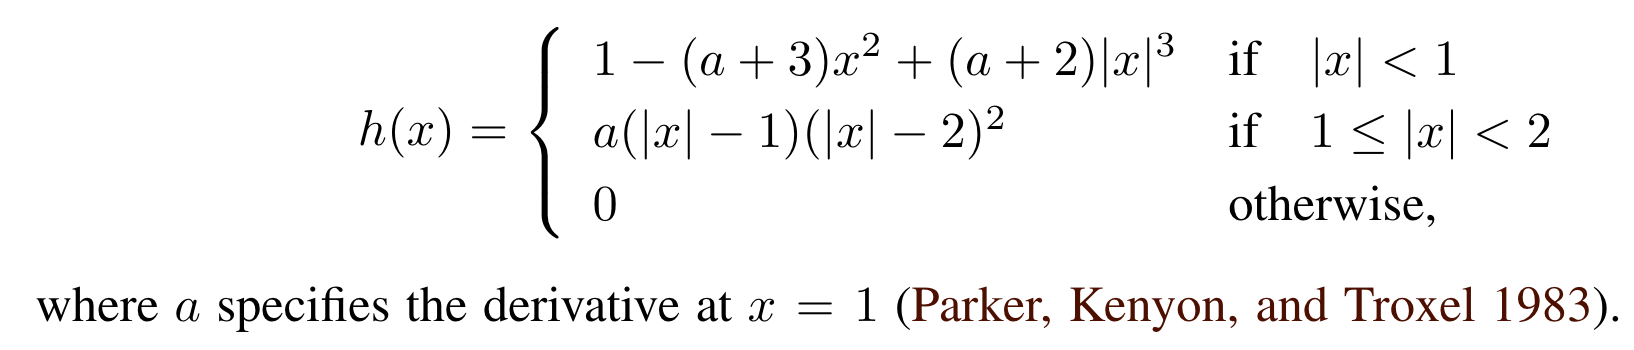 1 − (a + 3)x² + (a + 2)|x|³ if |x| < 1
h(x) = { a(|x| − 1)(|x| − 2)² if 1 ≤ |x| < 2
0 otherwise,
where a specifies the derivative at x = 1 (Parker, Kenyon, and Troxel 1983).